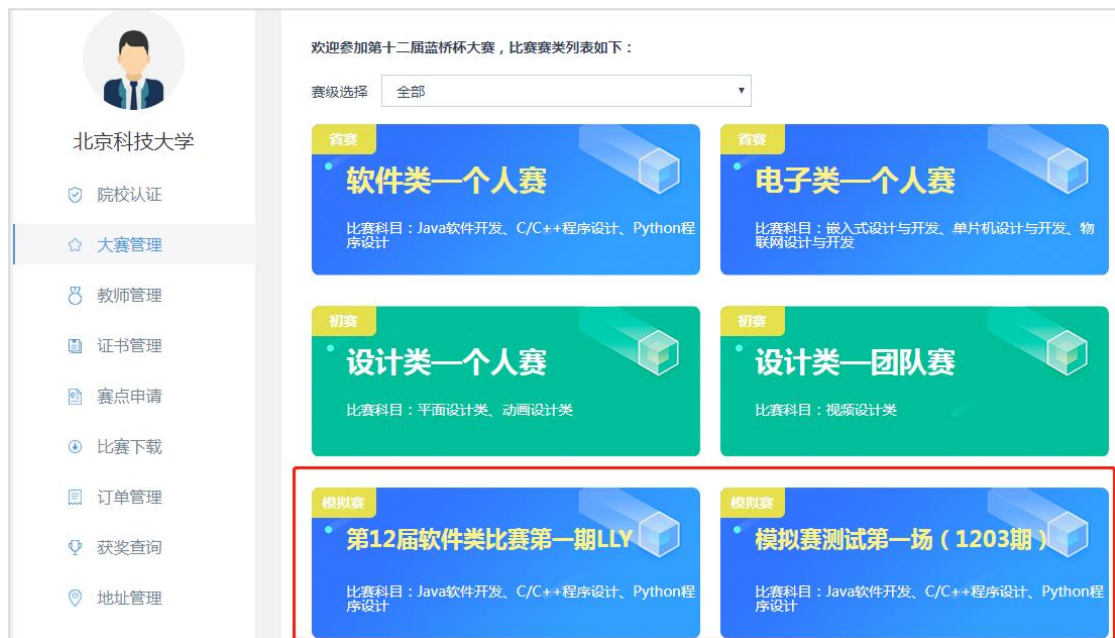 北京科技大学
院校认证
大赛管理
教师管理
证书管理
赛点申请
比赛下载
订单管理
获奖查询
地址管理
欢迎参加第十二届蓝桥杯大赛，比赛赛类列表如下：
赛级选择 全部
省赛
软件类—个人赛
比赛科目：Java软件开发、C/C++程序设计、Python程
序设计
省赛
电子类—个人赛
比赛科目：嵌入式设计与开发、单片机设计与开发、物
联网设计与开发
初赛
设计类—个人赛
比赛科目：平面设计类、动画设计类
初赛
设计类—团队赛
比赛科目：视频设计类
模拟赛
第12届软件类比赛第一期LLY
比赛科目：Java软件开发、C/C++程序设计、Python程
序设计
模拟赛
模拟赛测试第一场（1203期）
比赛科目：Java软件开发、C/C++程序设计、Python程
序设计